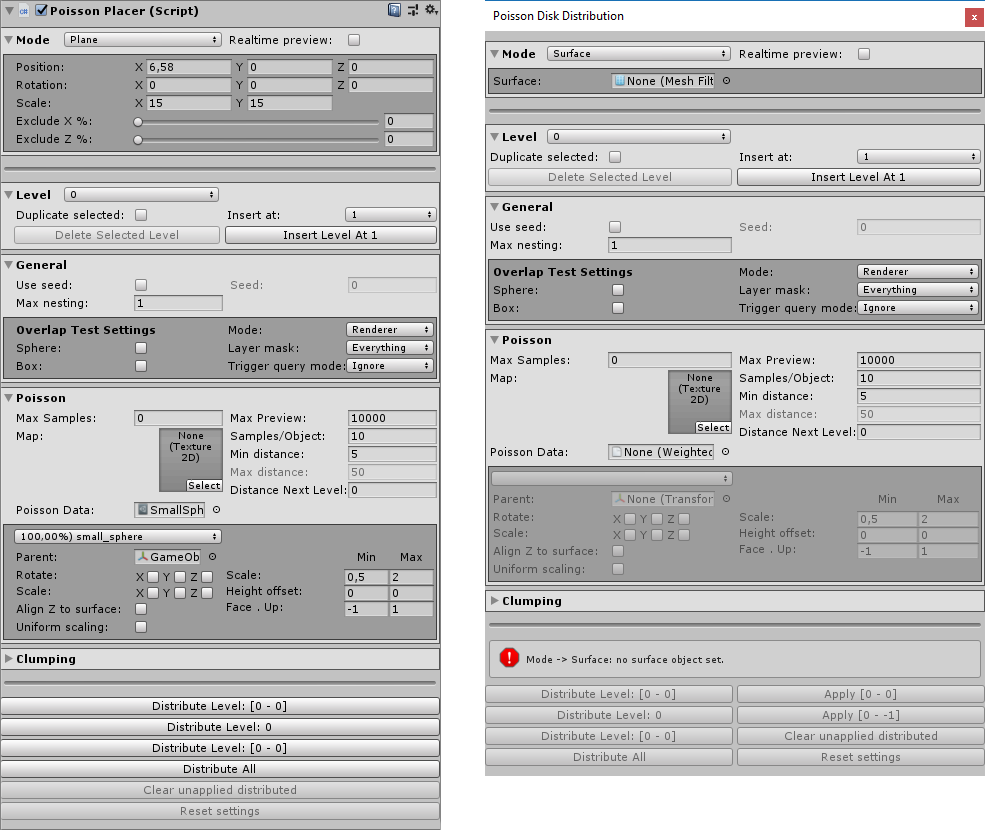 Poisson Placer (Script)
Mode Plane Realtime preview:
Position: X 6,58 Y 0 Z 0
Rotation: X 0 Y 0 Z 0
Scale: X 15 Y 15
Exclude X %: 0
Exclude Z %: 0
Level 0
Duplicate selected: Insert at: 1
Delete Selected Level Insert Level At 1
General
Use seed: Seed: 0
Max nesting: 1
Overlap Test Settings Mode: Renderer
Sphere: Layer mask: Everything
Box: Trigger query mode: Ignore
Poisson
Max Samples: 0 Max Preview: 10000
Map: None (Texture 2D) Select Samples/Object: 10
Min distance: 5
Max distance: 50
Distance Next Level: 0
Poisson Data: SmallSph
100,00%) small_sphere
Parent: GameOb Min Max
Rotate: X Y Z Scale: 0,5 2
Scale: X Y Z Height offset: 0 0
Align Z to surface: Face . Up: -1 1
Uniform scaling:
Clumping
Distribute Level: [0 - 0]
Distribute Level: 0
Distribute Level: [0 - 0]
Distribute All
Clear unapplied distributed
Reset settings
Poisson Disk Distribution
x
Mode Surface Realtime preview:
Surface: None (Mesh Filt
Level 0
Duplicate selected: Insert at: 1
Delete Selected Level Insert Level At 1
General
Use seed: Seed: 0
Max nesting: 1
Overlap Test Settings Mode: Renderer
Sphere: Layer mask: Everything
Box: Trigger query mode: Ignore
Poisson
Max Samples: 0 Max Preview: 10000
Map: None (Texture 2D) Select Samples/Object: 10
Min distance: 5
Max distance: 50
Distance Next Level: 0
Poisson Data: None (Weighted
Parent: None (Transfor Min Max
Rotate: X Y Z Scale: 0,5 2
Scale: X Y Z Height offset: 0 0
Align Z to surface: Face . Up: -1 1
Uniform scaling:
Clumping
Mode -> Surface: no surface object set.
Distribute Level: [0 - 0] Apply [0 - 0]
Distribute Level: 0 Apply [0 - -1]
Distribute Level: [0 - 0] Clear unapplied distributed
Distribute All Reset settings